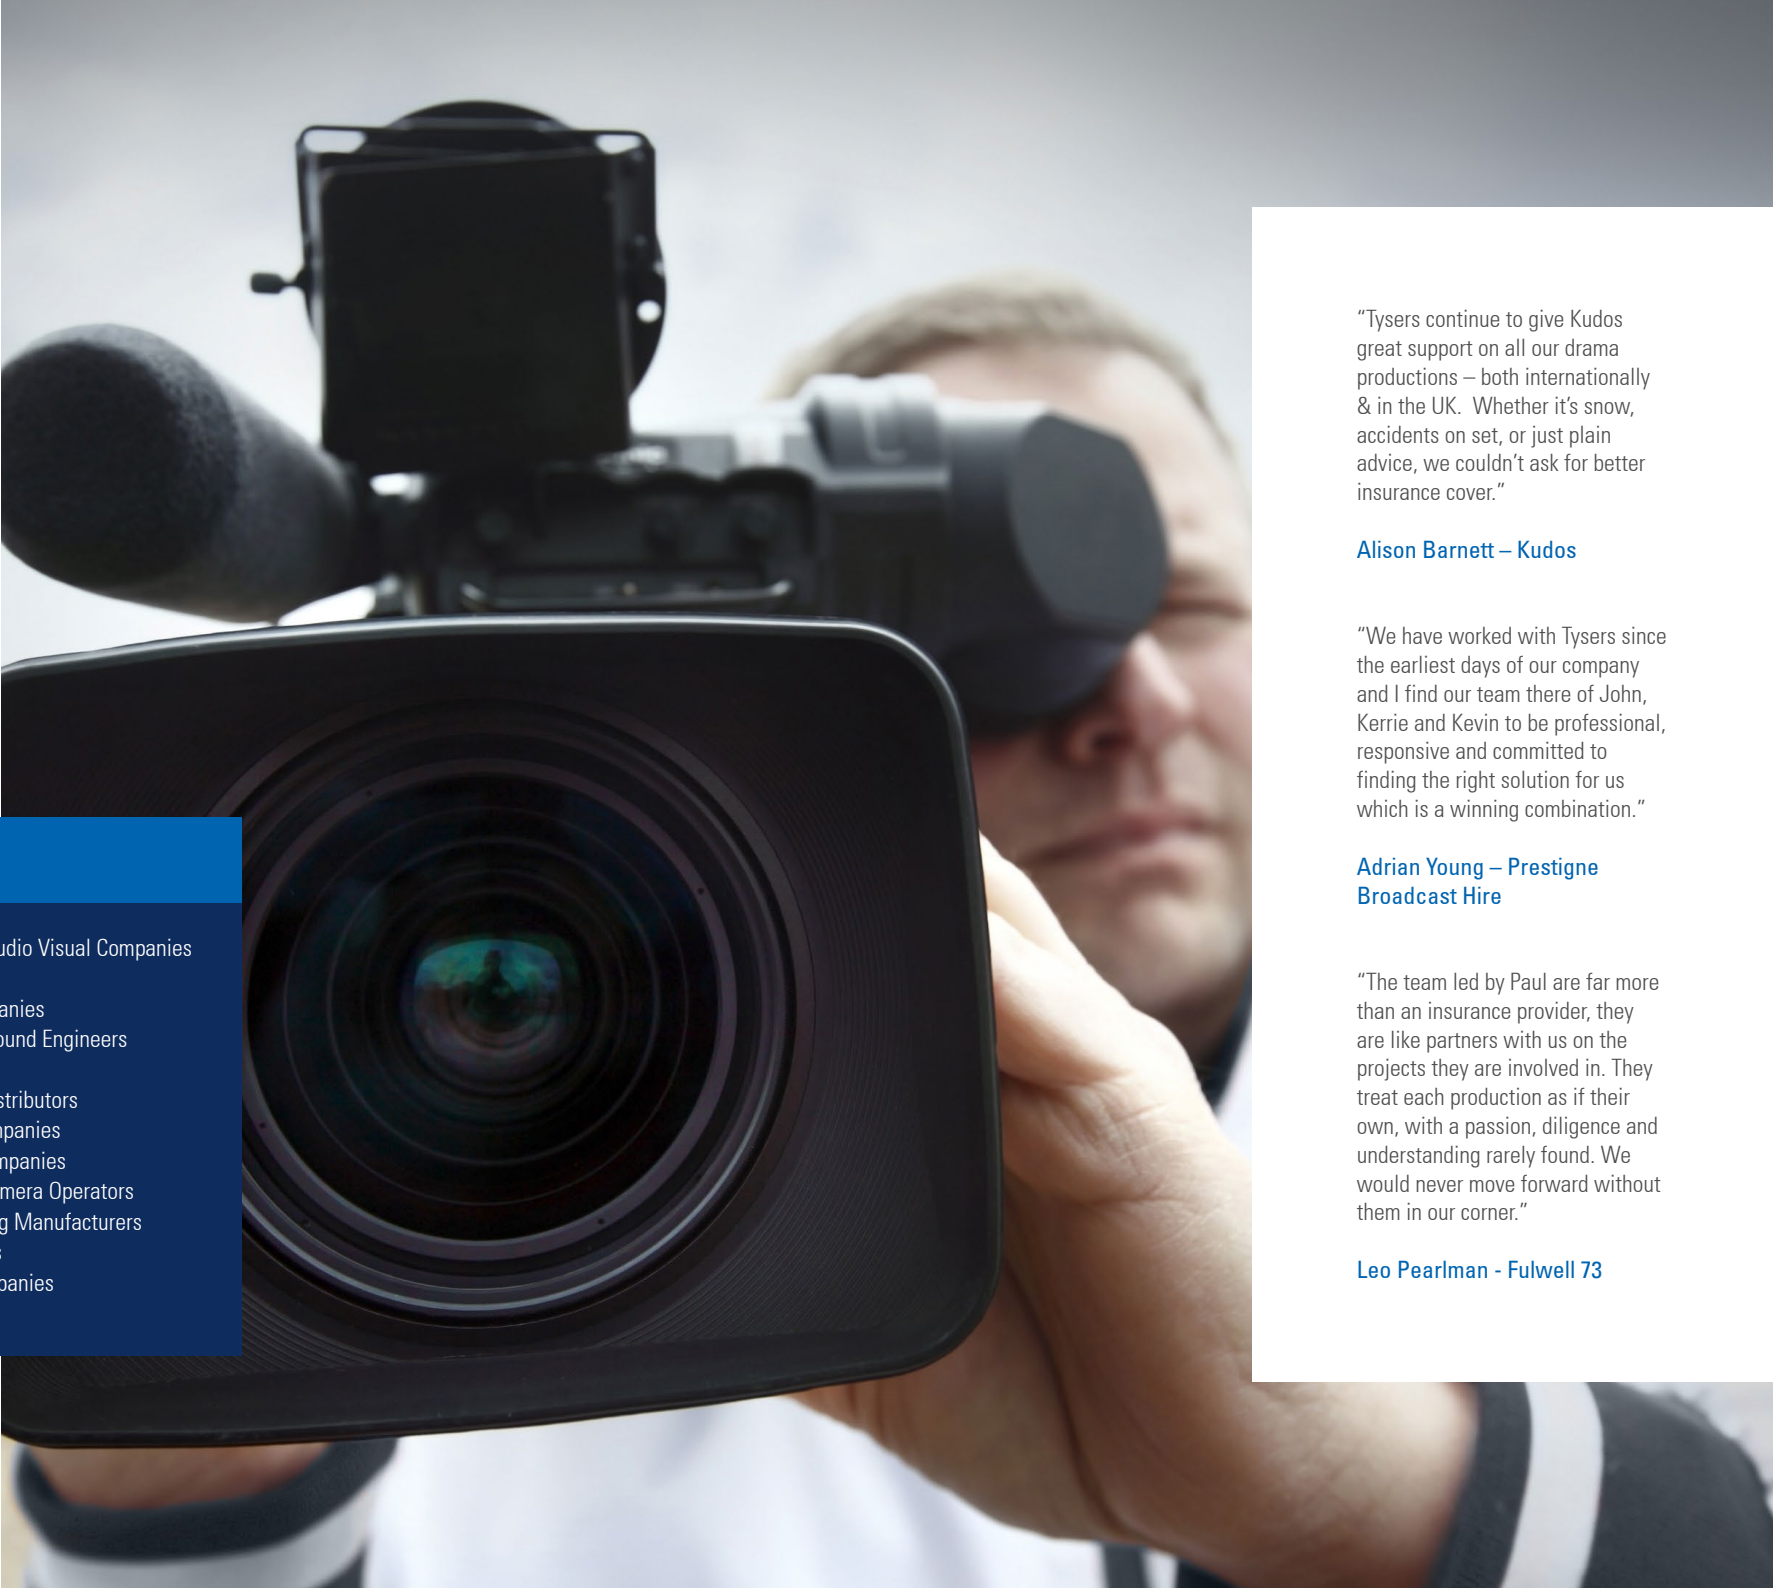 udio Visual Companies
anies
ound Engineers
stributors
mpanies
mpanies
mera Operators
g Manufacturers
s
panies
“Tysers continue to give Kudos
great support on all our drama
productions – both internationally
& in the UK.  Whether it’s snow,
accidents on set, or just plain
advice, we couldn’t ask for better
insurance cover.”
Alison Barnett – Kudos
“We have worked with Tysers since
the earliest days of our company
and I find our team there of John,
Kerrie and Kevin to be professional,
responsive and committed to
finding the right solution for us
which is a winning combination.”
Adrian Young – Prestigne
Broadcast Hire
“The team led by Paul are far more
than an insurance provider, they
are like partners with us on the
projects they are involved in. They
treat each production as if their
own, with a passion, diligence and
understanding rarely found. We
would never move forward without
them in our corner.”
Leo Pearlman - Fulwell 73